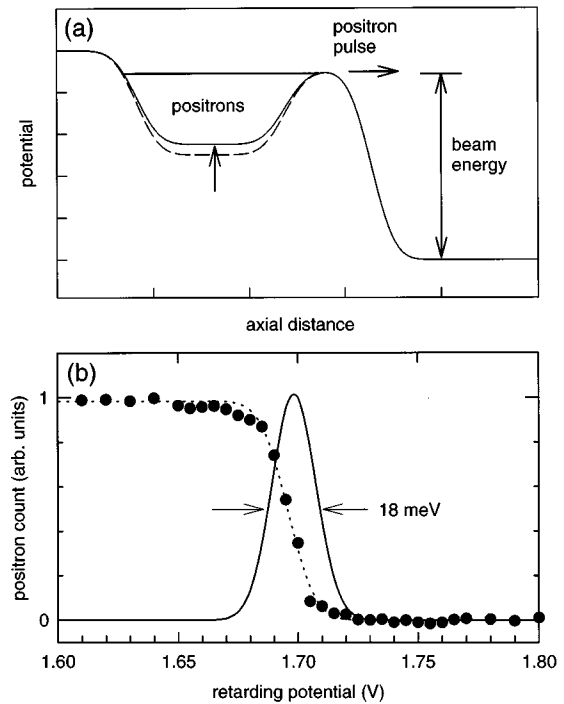 (a)
positron
pulse
positrons
beam
energy
potential
axial distance
(b)
1
18 meV
0
positron count (arb. units)
1.60 1.65 1.70 1.75 1.80
retarding potential (V)